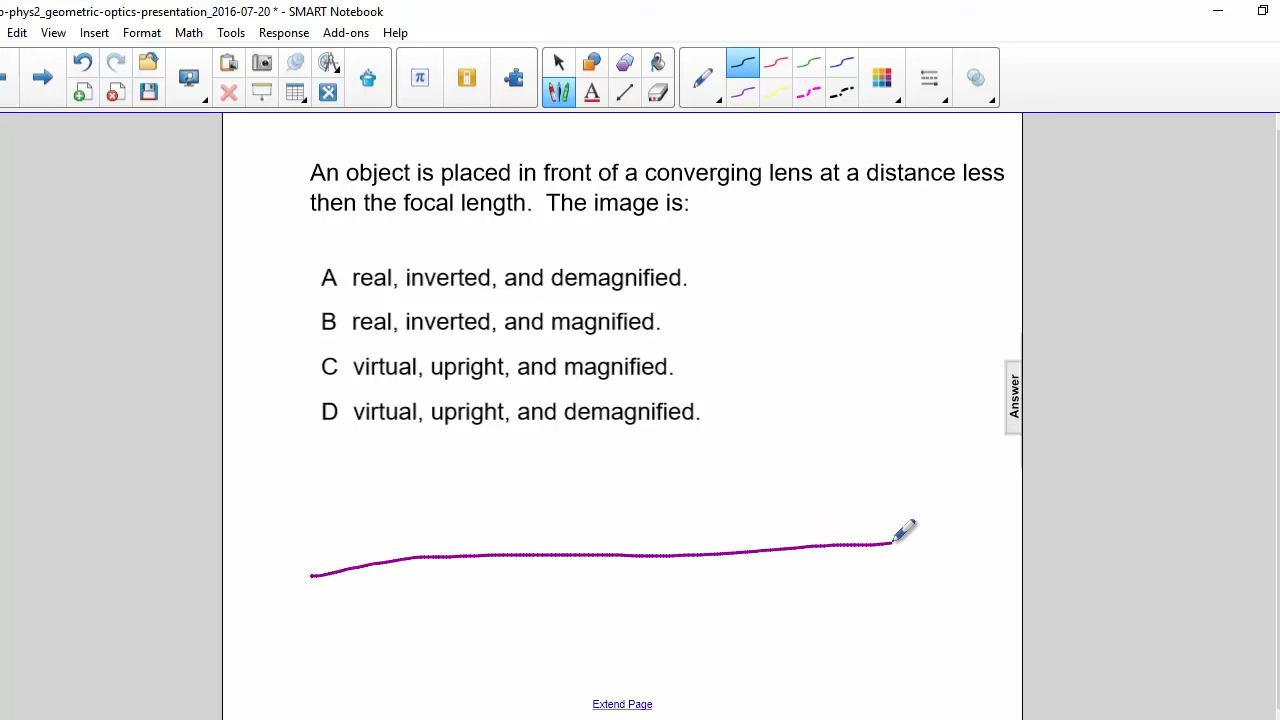 o-phys2_geometric-optics-presentation_2016-07-20 * - SMART Notebook
Edit View Insert Format Math Tools Response Add-ons Help
π
A
An object is placed in front of a converging lens at a distance less
then the focal length. The image is:
A real, inverted, and demagnified.
B real, inverted, and magnified.
C virtual, upright, and magnified.
D virtual, upright, and demagnified.
Answer
Extend Page